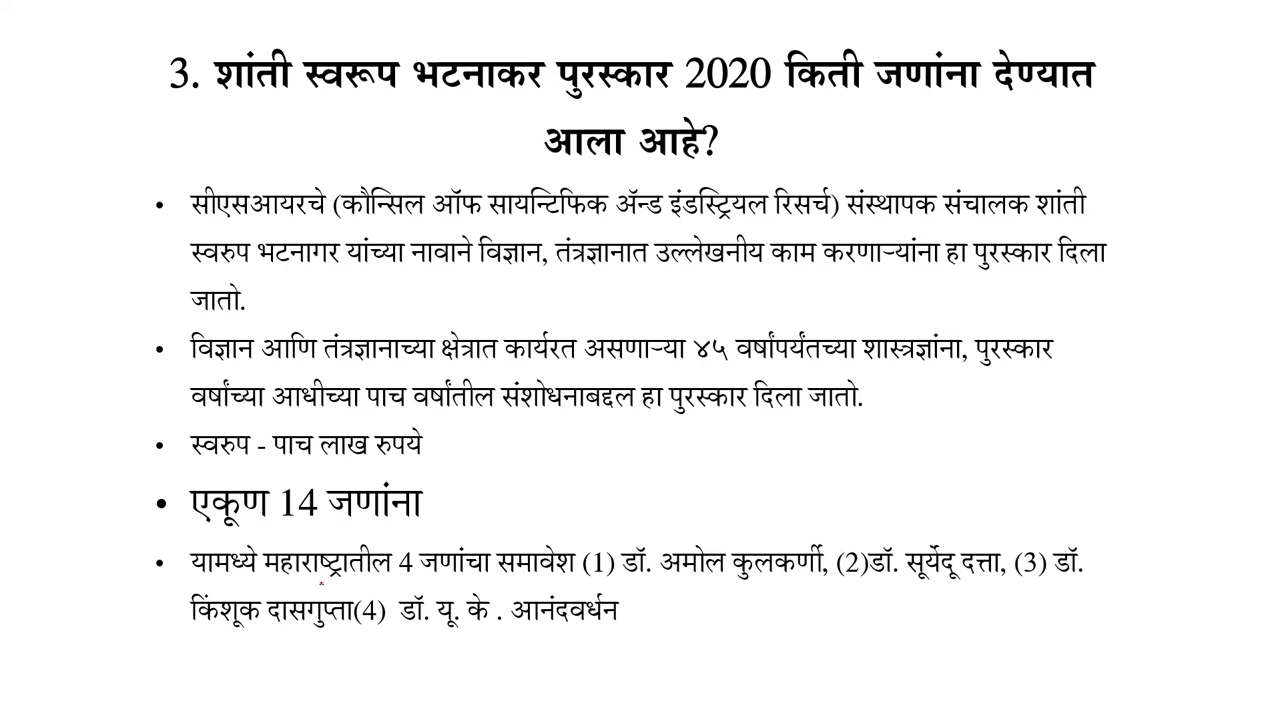 3. शांती स्वरूप भटनाकर पुरस्कार 2020 किती जणांना देण्यात
आला आहे?
• सीएसआयरचे (कौन्सिल ऑफ सायन्टिफिक ॲन्ड इंडस्ट्रियल रिसर्च) संस्थापक संचालक शांती
स्वरुप भटनागर यांच्या नावाने विज्ञान, तंत्रज्ञानात उल्लेखनीय काम करणाऱ्यांना हा पुरस्कार दिला
जातो.
• विज्ञान आणि तंत्रज्ञानाच्या क्षेत्रात कार्यरत असणाऱ्या ४५ वर्षांपर्यंतच्या शास्त्रज्ञांना, पुरस्कार
वर्षाच्या आधीच्या पाच वर्षांतील संशोधनाबद्दल हा पुरस्कार दिला जातो.
• स्वरुप - पाच लाख रुपये
• एकूण 14 जणांना
• यामध्ये महाराष्ट्रातील 4 जणांचा समावेश (1) डॉ. अमोल कुलकर्णी, (2)डॉ. सूर्येदू दत्ता, (3) डॉ.
किंशूक दासगुप्ता(4) डॉ. यू. के . आनंदवर्धन